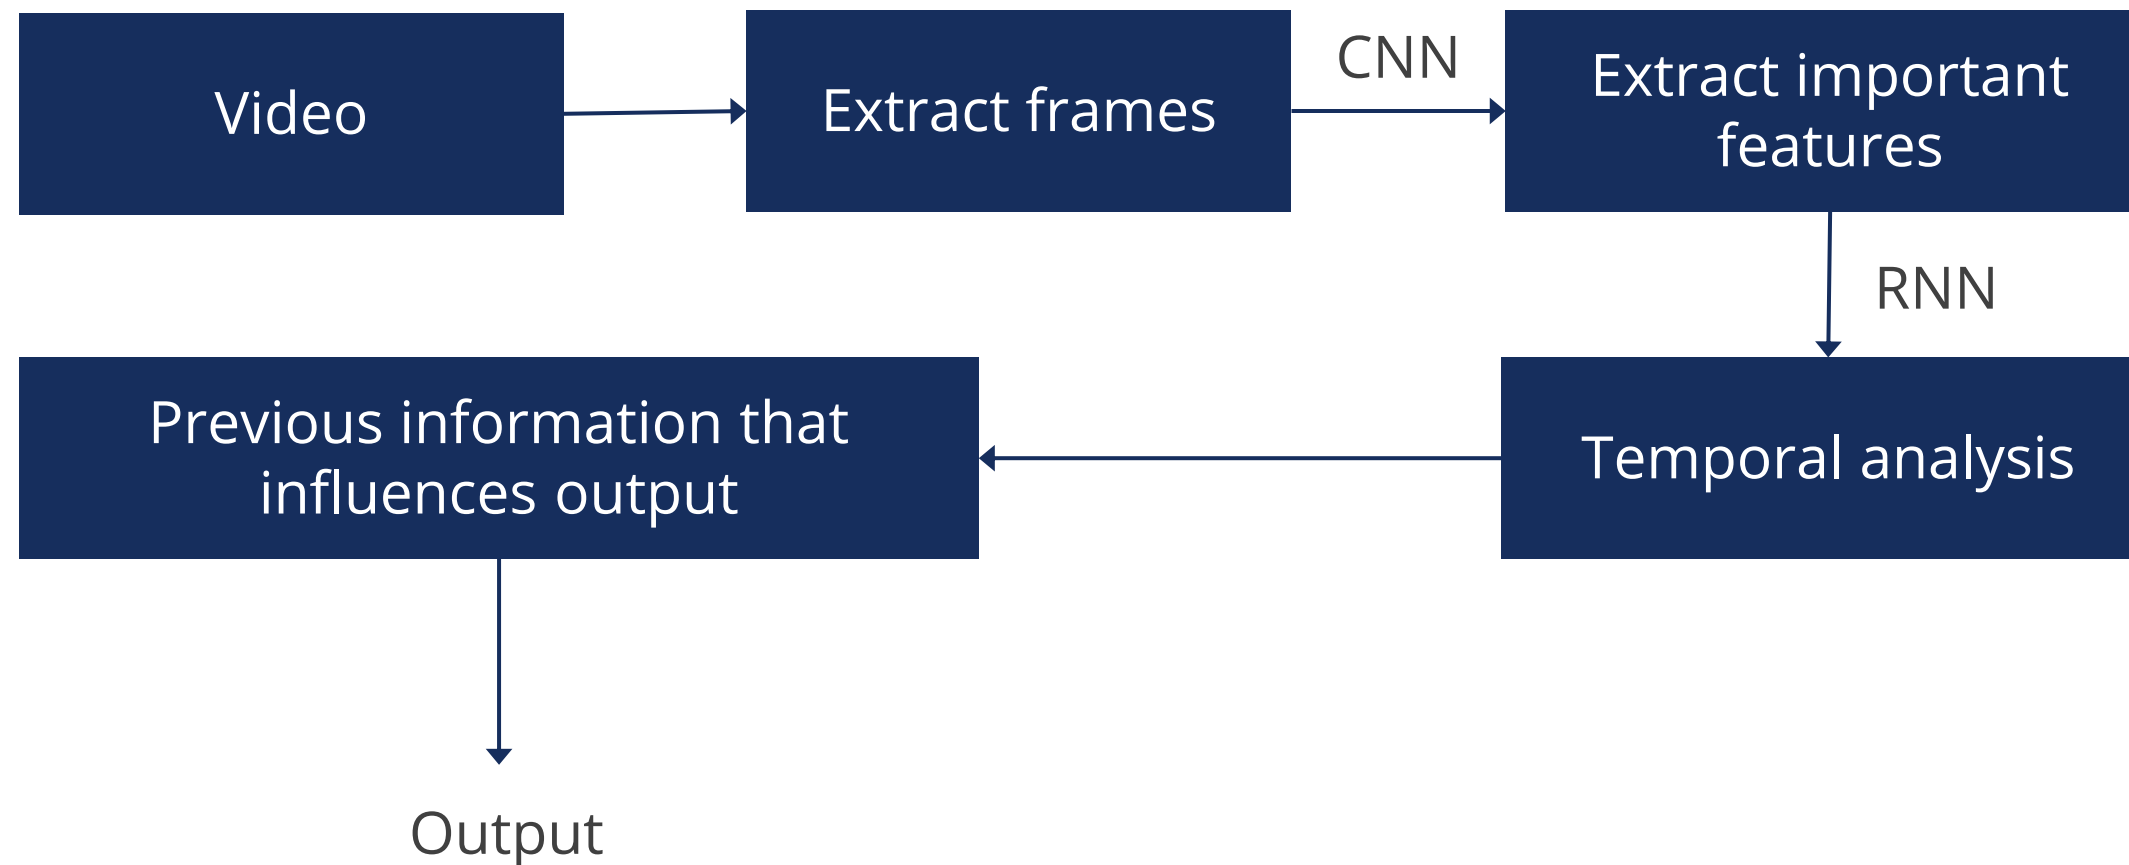 Video
Extract frames
CNN
Extract important
features
RNN
Previous information that
influences output
Temporal analysis
Output